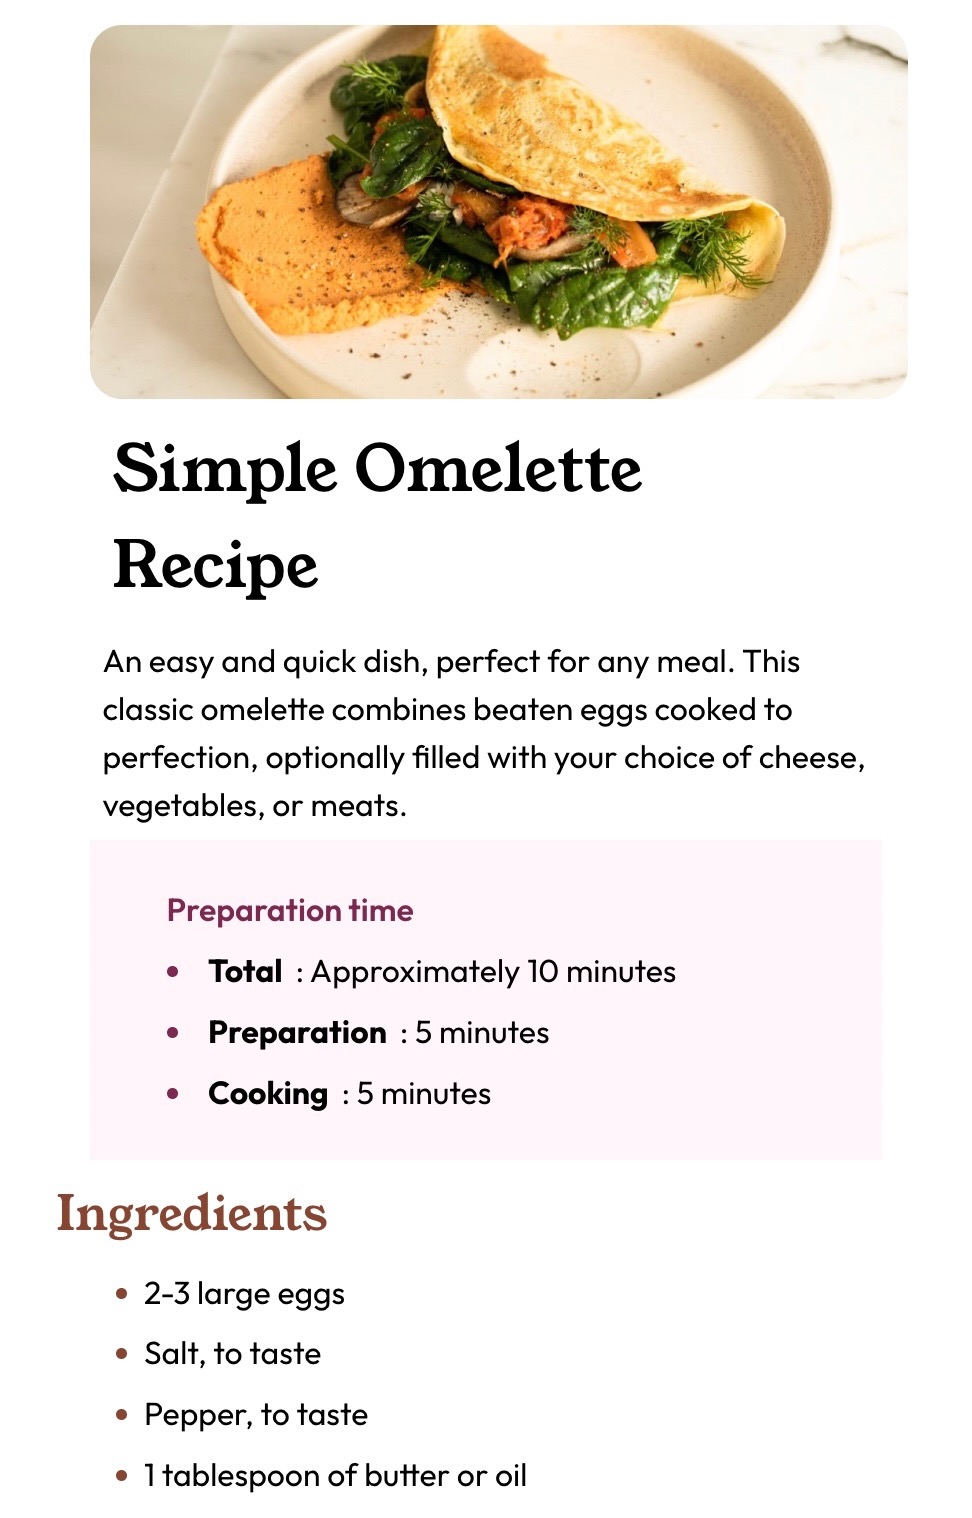 Simple Omelette
Recipe
An easy and quick dish, perfect for any meal. This
classic omelette combines beaten eggs cooked to
perfection, optionally filled with your choice of cheese,
vegetables, or meats.
Preparation time
• Total : Approximately 10 minutes
• Preparation : 5 minutes
• Cooking : 5 minutes
Ingredients
• 2-3 large eggs
• Salt, to taste
• Pepper, to taste
• 1 tablespoon of butter or oil